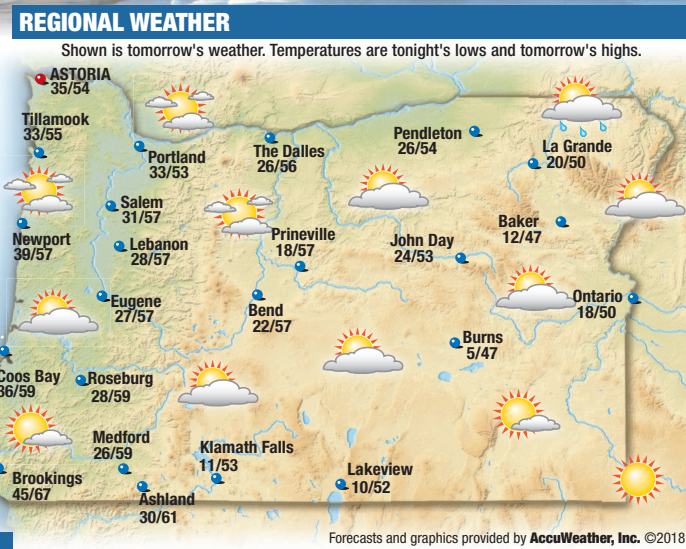 REGIONAL WEATHER
Shown is tomorrow's weather. Temperatures are tonight's lows and tomorrow's highs.
ASTORIA
35/54
Tillamook
33/55
Portland
33/53
The Dalles
26/56
Pendleton
26/54
La Grande
20/50
Salem
31/57
Newport
39/57
Lebanon
28/57
Prineville
18/57
John Day
24/53
Baker
12/47
Eugene
27/57
Bend
22/57
Ontario
18/50
Burns
5/47
Coos Bay
36/59
Roseburg
28/59
Medford
26/59
Klamath Falls
11/53
Lakeview
10/52
Brookings
45/67
Ashland
30/61
Forecasts and graphics provided by AccuWeather, Inc. ©2018